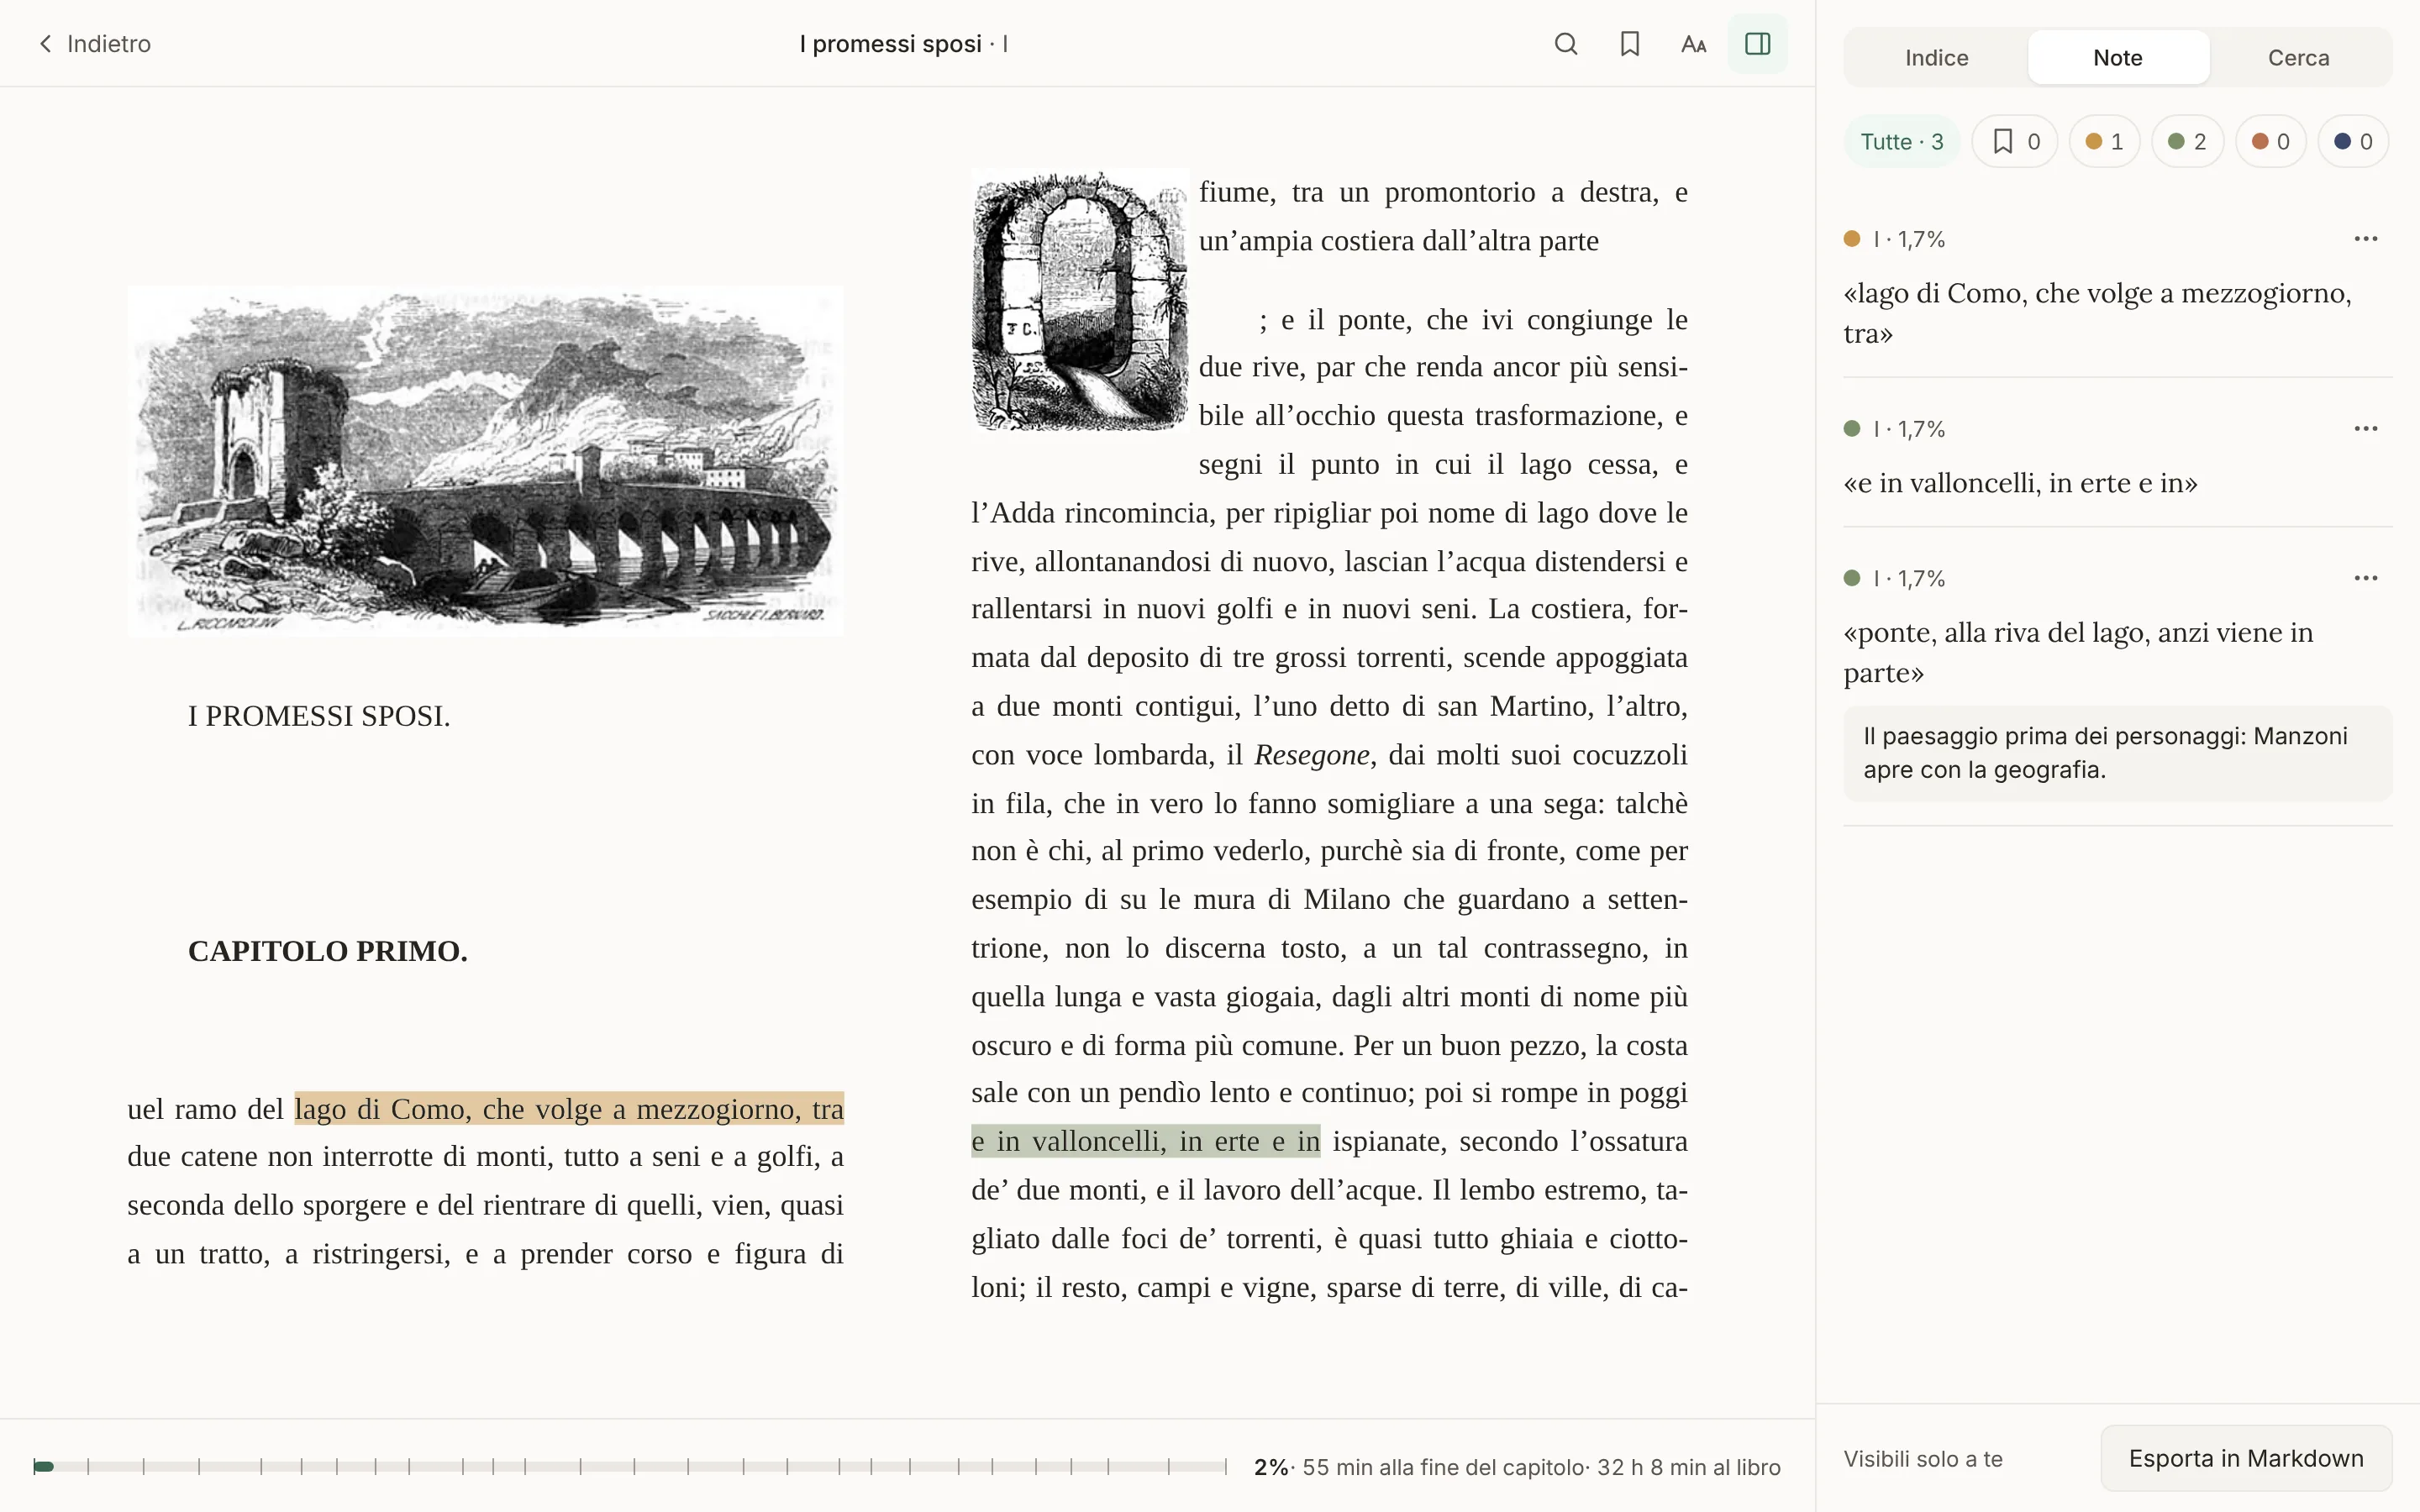 Indietro
I promessi sposi · I
L. RICCARDI INV
SACCHI E I. BERNARD.
I PROMESSI SPOSI.
CAPITOLO PRIMO.
uel ramo del lago di Como, che volge a mezzogiorno, tra
due catene non interrotte di monti, tutto a seni e a golfi, a
seconda dello sporgere e del rientrare di quelli, vien, quasi
a un tratto, a ristringersi, e a prender corso e figura di
F C.
fiume, tra un promontorio a destra, e
un’ampia costiera dall’altra parte
; e il ponte, che ivi congiunge le
due rive, par che renda ancor più sensi-
bile all’occhio questa trasformazione, e
segni il punto in cui il lago cessa, e
l’Adda rincomincia, per ripigliar poi nome di lago dove le
rive, allontanandosi di nuovo, lascian l’acqua distendersi e
rallentarsi in nuovi golfi e in nuovi seni. La costiera, for-
mata dal deposito di tre grossi torrenti, scende appoggiata
a due monti contigui, l’uno detto di san Martino, l’altro,
con voce lombarda, il Resegone, dai molti suoi cocuzzoli
in fila, che in vero lo fanno somigliare a una sega: talchè
non è chi, al primo vederlo, purchè sia di fronte, come per
esempio di su le mura di Milano che guardano a setten-
trione, non lo discerna tosto, a un tal contrassegno, in
quella lunga e vasta giogaia, dagli altri monti di nome più
oscuro e di forma più comune. Per un buon pezzo, la costa
sale con un pendìo lento e continuo; poi si rompe in poggi
e in valloncelli, in erte e in ispianate, secondo l’ossatura
de’ due monti, e il lavoro dell’acque. Il lembo estremo, ta-
gliato dalle foci de’ torrenti, è quasi tutto ghiaia e ciotto-
loni; il resto, campi e vigne, sparse di terre, di ville, di ca-
2% · 55 min alla fine del capitolo · 32 h 8 min al libro
Indice
Note
Cerca
Tutte · 3
0
1
2
0
0
I · 1,7%
«lago di Como, che volge a mezzogiorno,
tra»
I · 1,7%
«e in valloncelli, in erte e in»
I · 1,7%
«ponte, alla riva del lago, anzi viene in
parte»
Il paesaggio prima dei personaggi: Manzoni
apre con la geografia.
Visibili solo a te
Esporta in Markdown